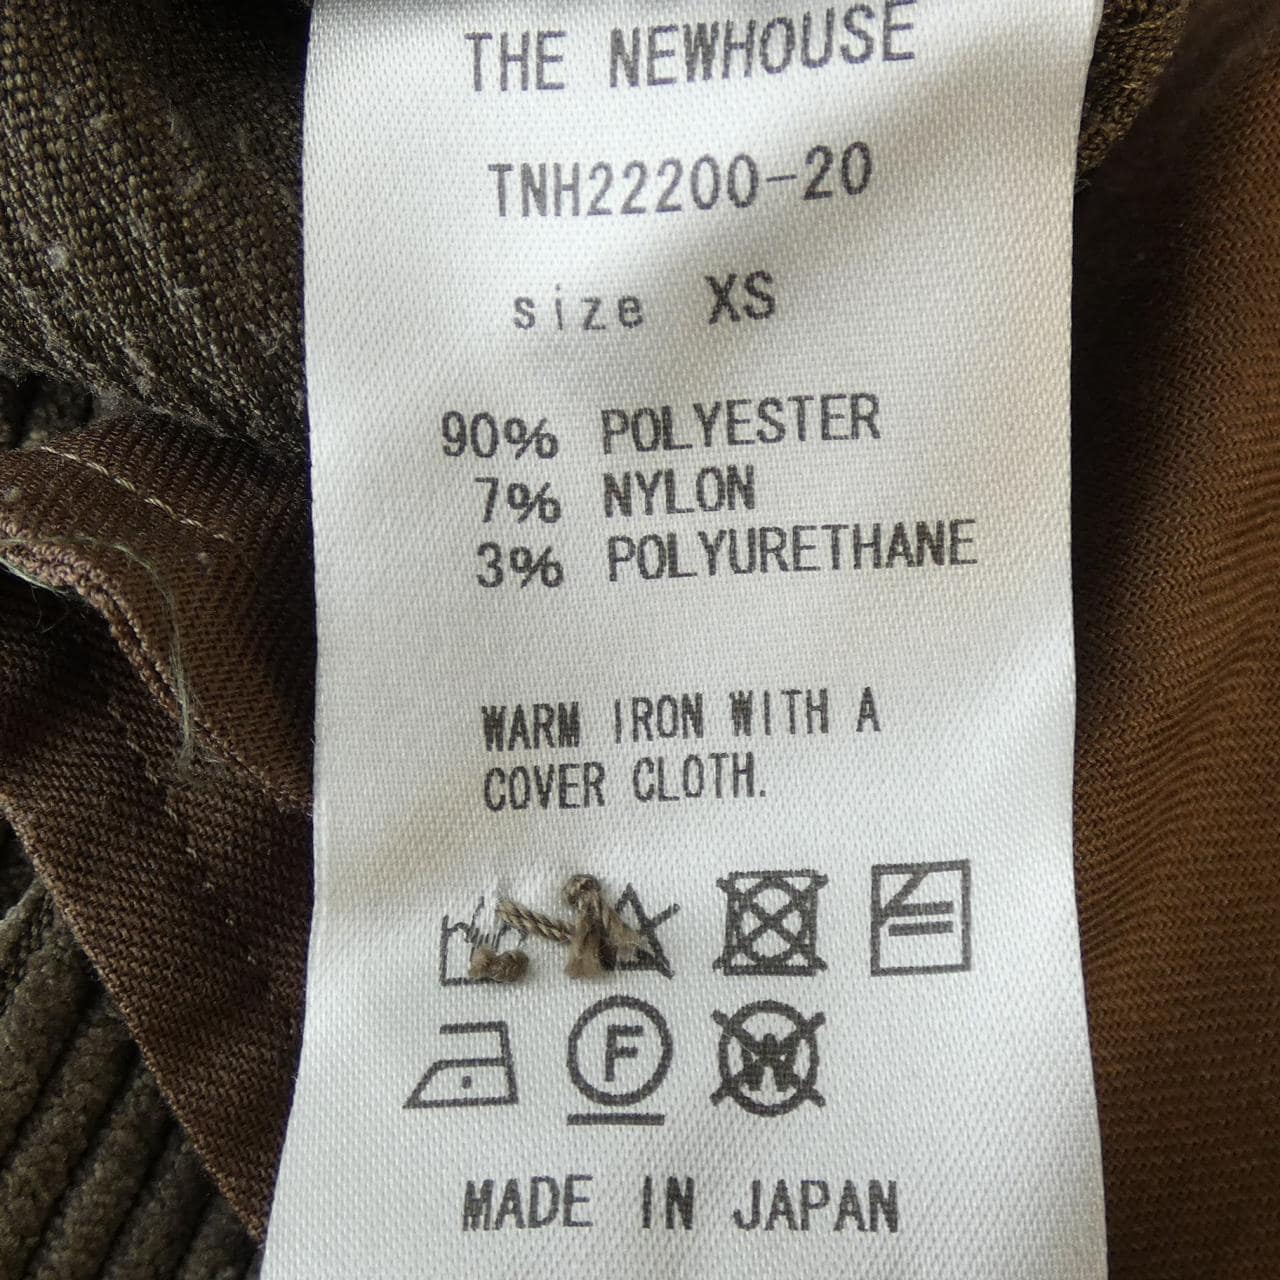 THE NEWHOUSE
TNH22200-20
size XS
90% POLYESTER
7% NYLON
3% POLYURETHANE
WARM IRON WITH A
COVER CLOTH.
F
W
MADE IN JAPAN